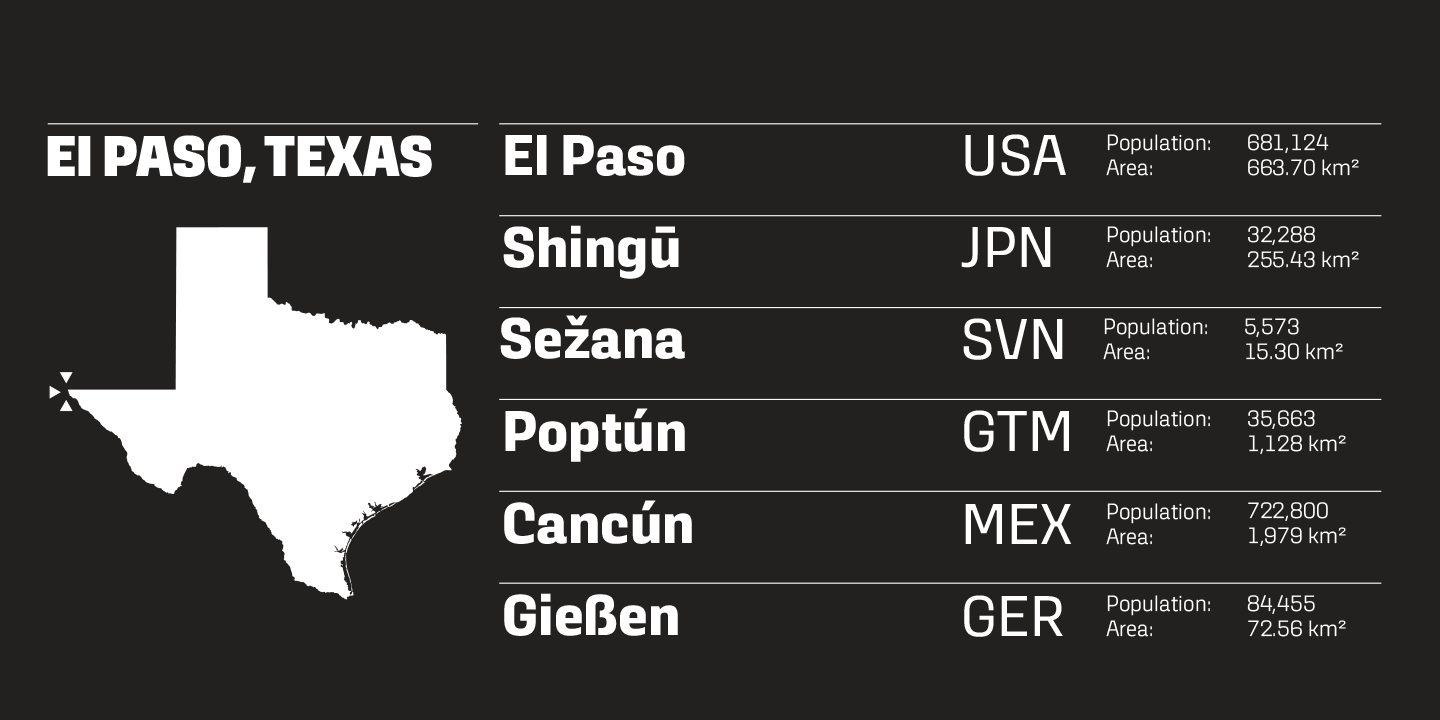 El PASO, TEXAS
El Paso USA Population: 681,124
Area: 663.70 km²
Shingū JPN Population: 32,288
Area: 255.43 km²
Sežana SVN Population: 5,573
Area: 15.30 km²
Poptún GTM Population: 35,663
Area: 1,128 km²
Cancún MEX Population: 722,800
Area: 1,979 km²
Gießen GER Population: 84,455
Area: 72.56 km²